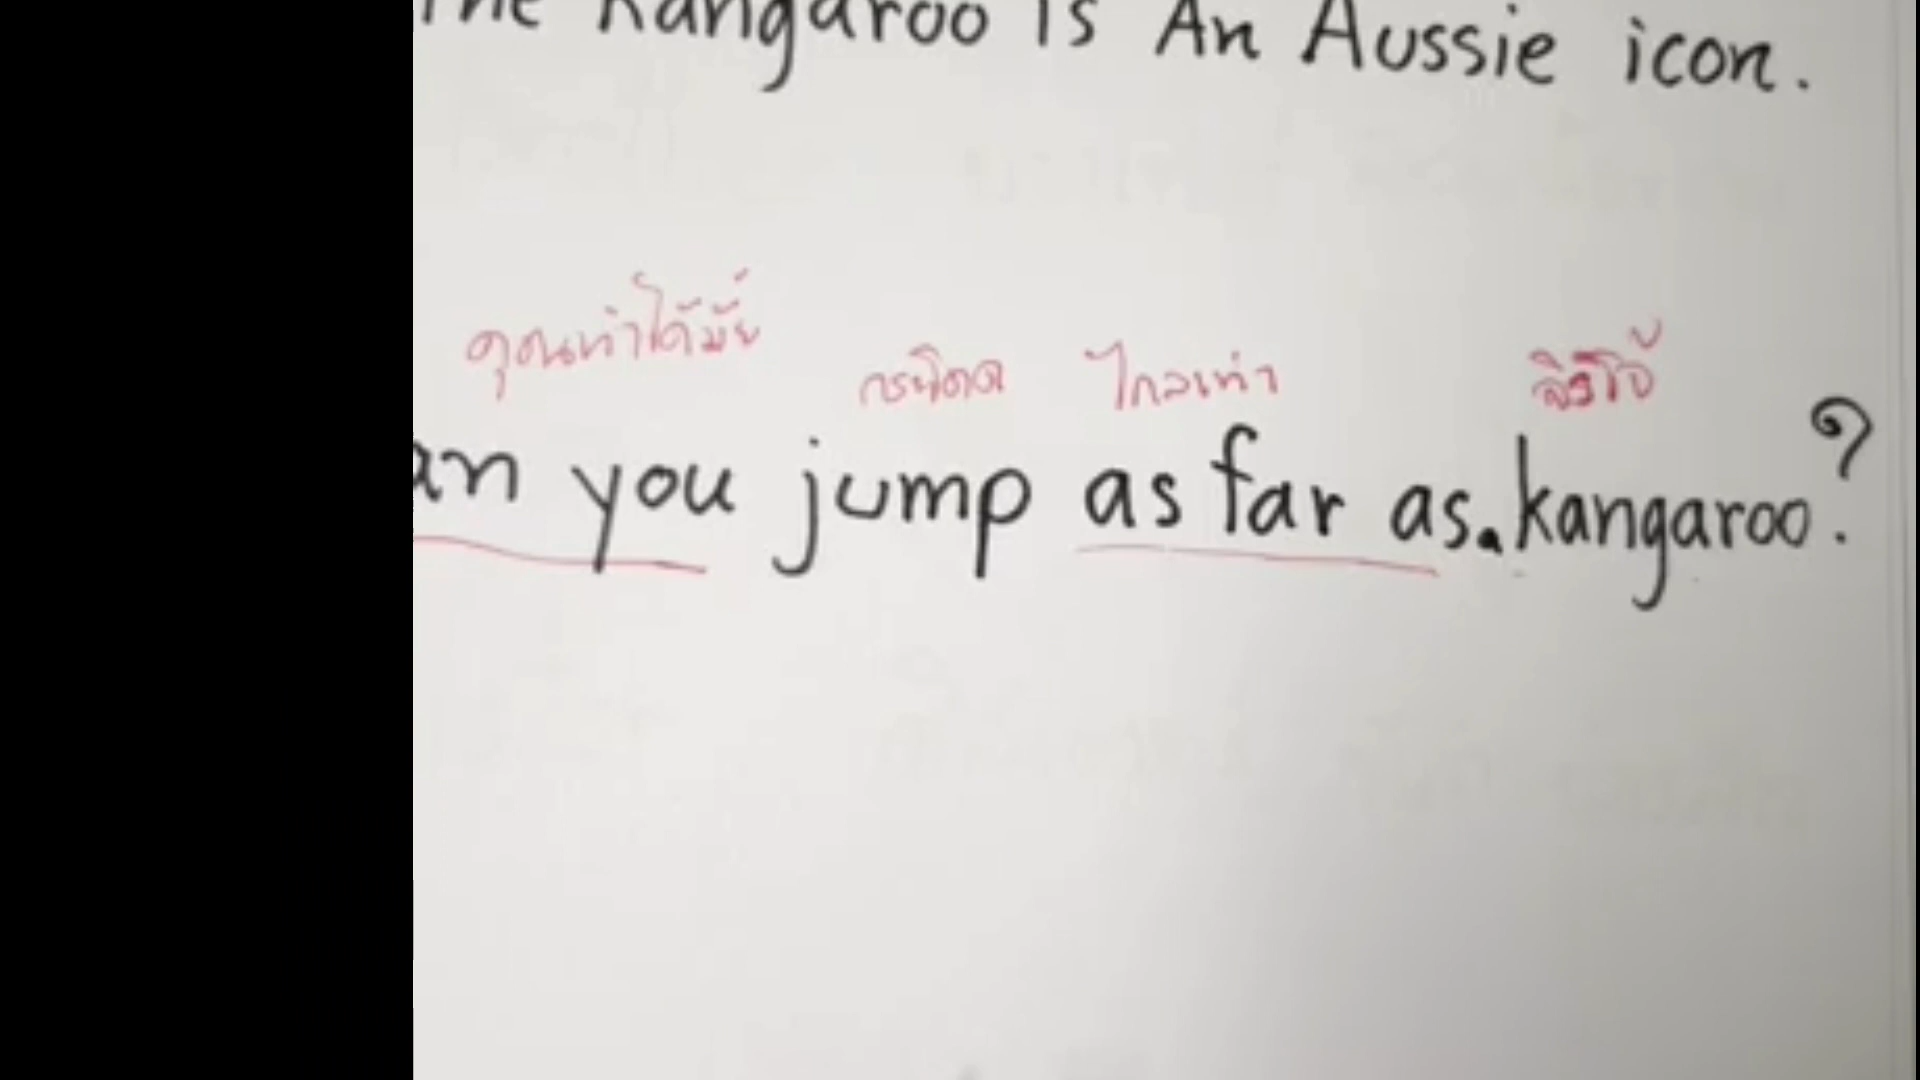 The Kangaroo is An Aussie icon.
คุณทำได้มั้ย กระโดด ไกลเท่า จิงโจ้
an you jump as far as a kangaroo?